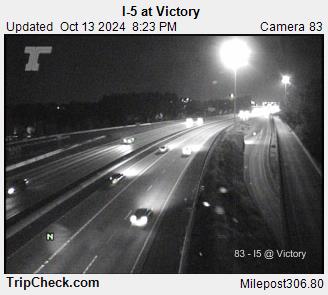 I-5 at Victory
Updated Oct 13 2024 8:23 PM Camera 83
T
N
83 - I5 @ Victory
TripCheck.com Milepost306.80